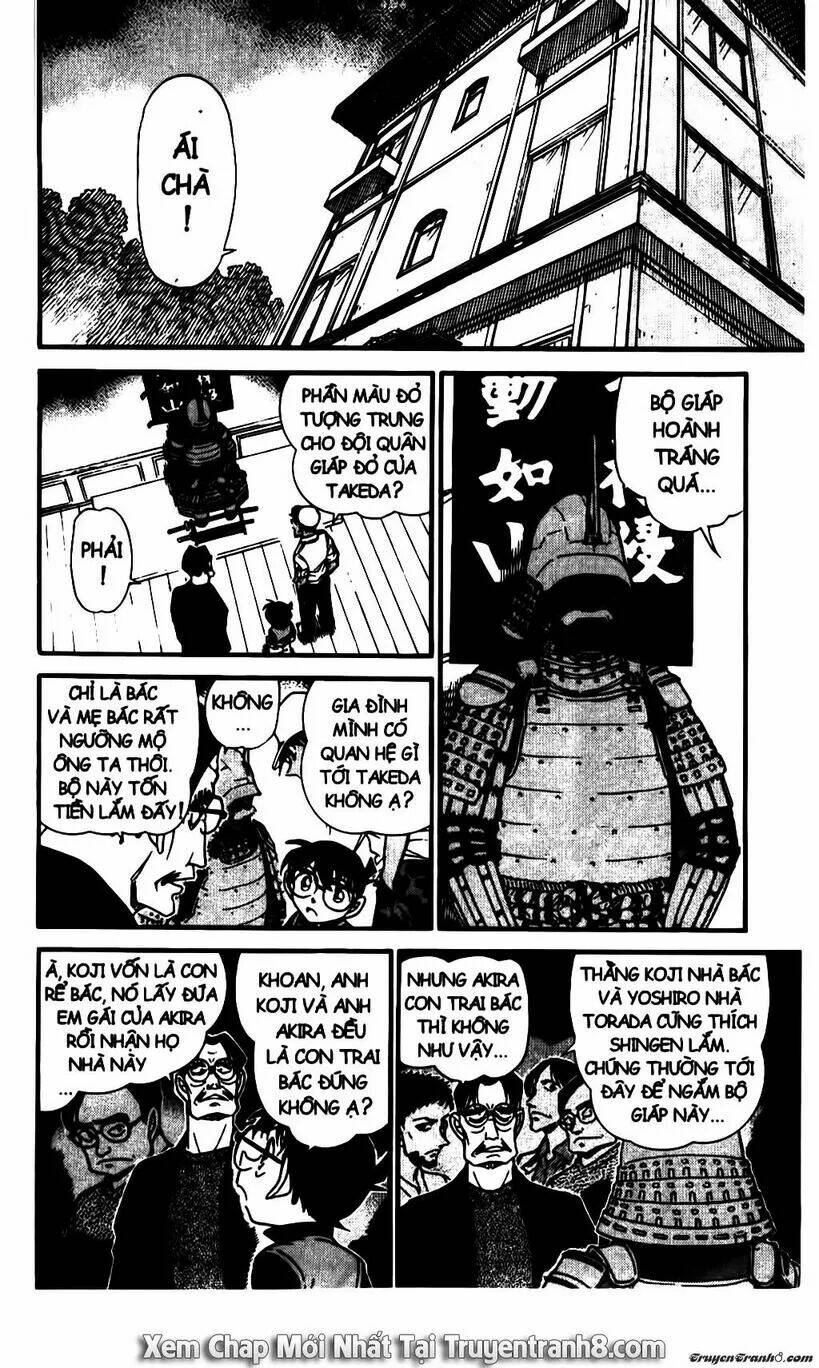 ÁI
CHÀ
!
BỘ GIÁP
HOÀNH
TRÁNG
QUÁ...
動
如
山
PHẦN MÀU ĐỎ
TƯỢNG TRƯNG
CHO ĐỘI QUÂN
GIÁP ĐỎ CỦA
TAKEDA?
PHẢI
!
GIA ĐÌNH
MÌNH CÓ
QUAN HỆ GÌ
TỚI TAKEDA
KHÔNG Ạ?
KHÔNG
...
CHỈ LÀ BÁC
VÀ MẸ BÁC RẤT
NGƯỠNG MỘ
ÔNG TA THÔI.
BỘ NÀY TỐN
TIỀN LẮM ĐẤY!
THẰNG KOJI NHÀ BÁC
VÀ YOSHIRO NHÀ
TORADA CŨNG THÍCH
SHINGEN LẮM.
CHÚNG THƯỜNG TỚI
ĐÂY ĐỂ NGẮM BỘ
GIÁP NÀY...
NHƯNG AKIRA
CON TRAI BÁC
THÌ KHÔNG
NHƯ VẬY...
KHOAN, ANH
KOJI VÀ ANH
AKIRA ĐỀU
LÀ CON TRAI
BÁC ĐÚNG
KHÔNG Ạ?
À, KOJI VỐN LÀ CON
RỂ BÁC, NÓ LẤY ĐỨA
EM GÁI CỦA AKIRA
RỒI NHẬN HỌ
NHÀ NÀY
...
Xem Chap Mới Nhất Tại Truyentranh8.com
TruyenTranh8.com